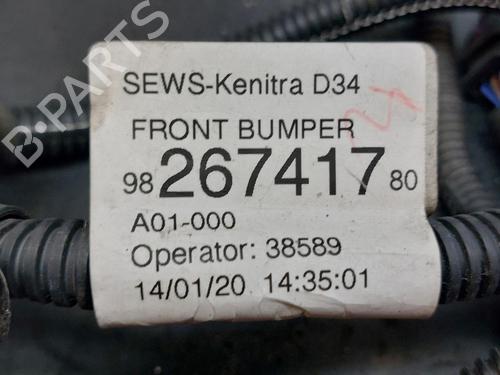 SEWS-Kenitra D34
FRONT BUMPER
98 267417 80
A01-000
Operator: 38589
14/01/20 14:35:01
B-PARTS